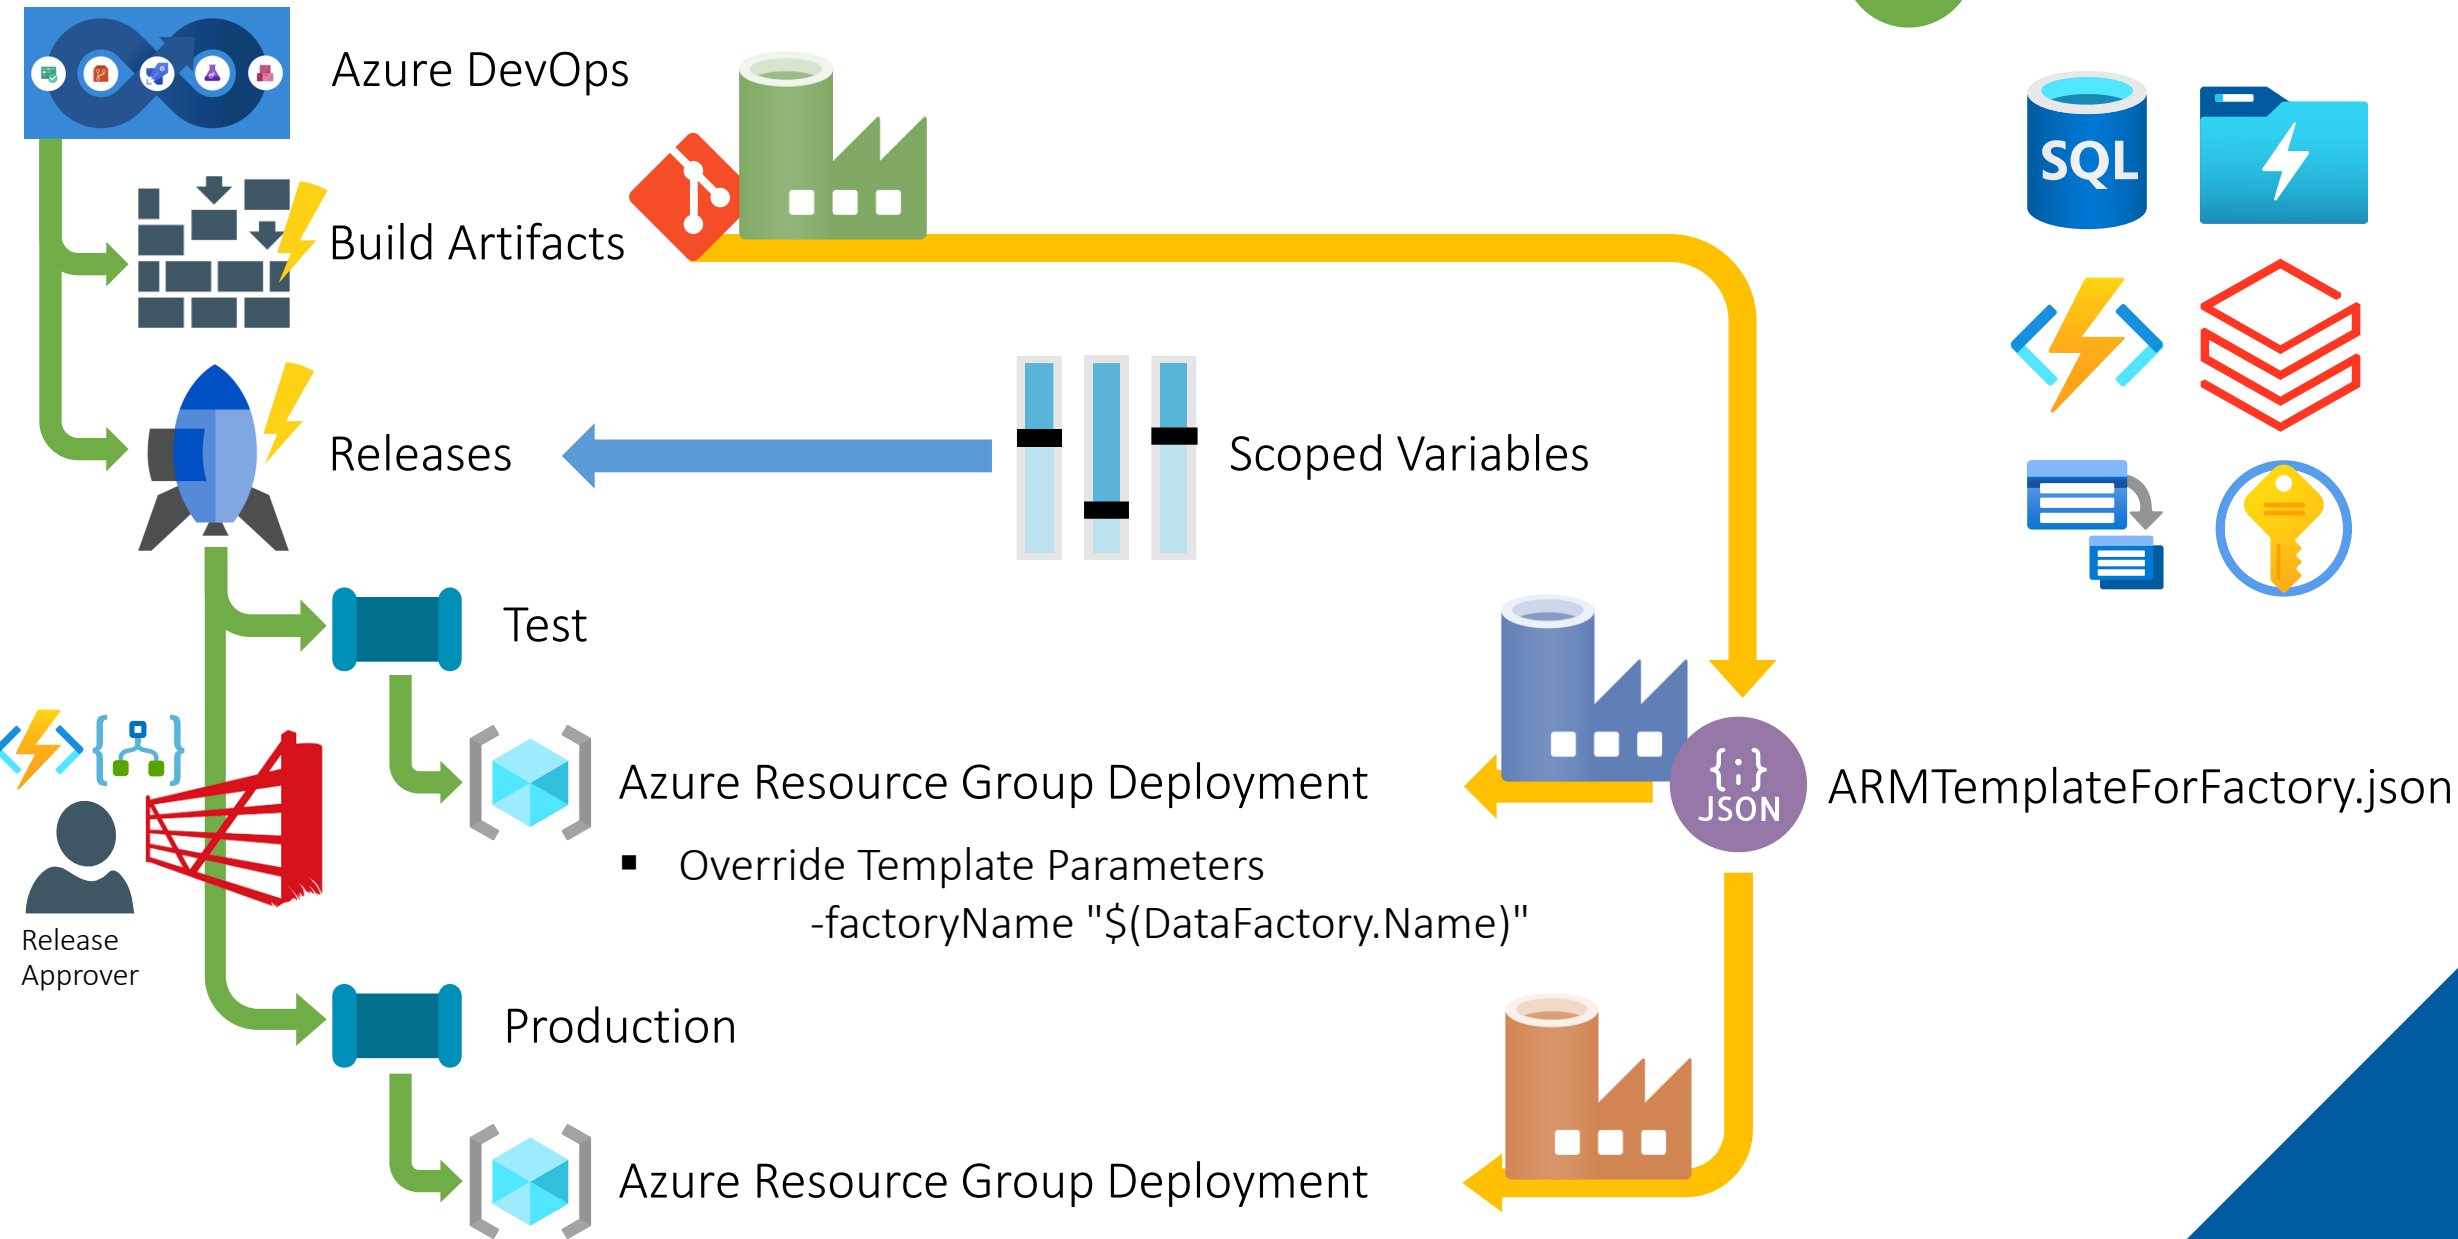 Azure DevOps
SQL
Build Artifacts
Releases
Scoped Variables
Test
Azure Resource Group Deployment
{;}
JSON
ARMTemplateForFactory.json
▪ Override Template Parameters
-factoryName "$(DataFactory.Name)"
Release
Approver
Production
Azure Resource Group Deployment